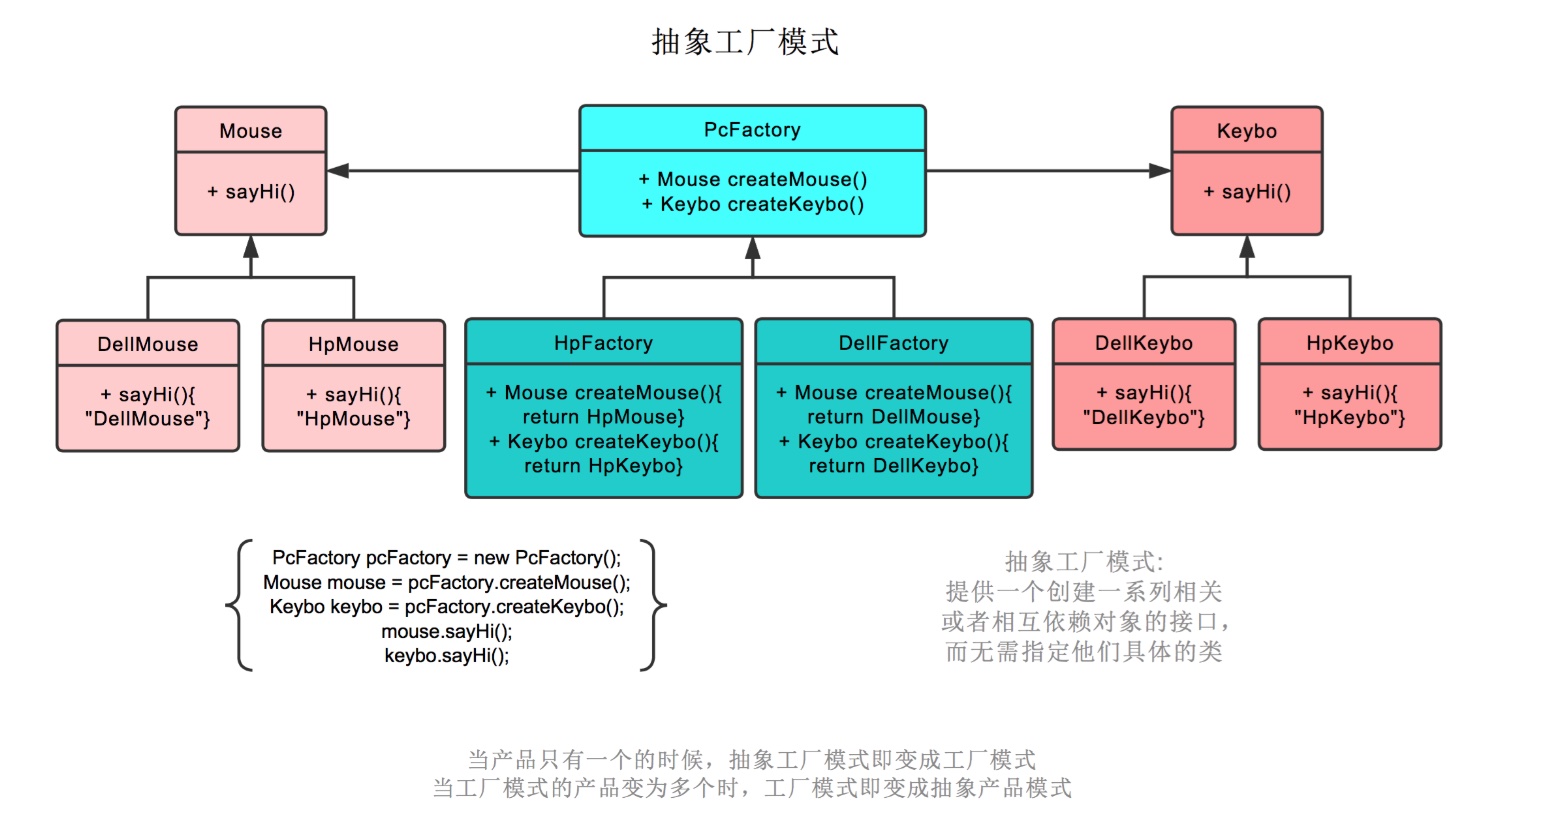 抽象工厂模式
Mouse
+ sayHi()
PcFactory
+ Mouse createMouse()
+ Keybo createKeybo()
Keybo
+ sayHi()
DellMouse
+ sayHi(){
"DellMouse"}
HpMouse
+ sayHi(){
"HpMouse"}
HpFactory
+ Mouse createMouse(){
return HpMouse}
+ Keybo createKeybo(){
return HpKeybo}
DellFactory
+ Mouse createMouse(){
return DellMouse}
+ Keybo createKeybo(){
return DellKeybo}
DellKeybo
+ sayHi(){
"DellKeybo"}
HpKeybo
+ sayHi(){
"HpKeybo"}
PcFactory pcFactory = new PcFactory();
Mouse mouse = pcFactory.createMouse();
Keybo keybo = pcFactory.createKeybo();
mouse.sayHi();
keybo.sayHi();
抽象工厂模式:
提供一个创建一系列相关
或者相互依赖对象的接口，
而无需指定他们具体的类
当产品只有一个的时候，抽象工厂模式即变成工厂模式
当工厂模式的产品变为多个时，工厂模式即变成抽象产品模式